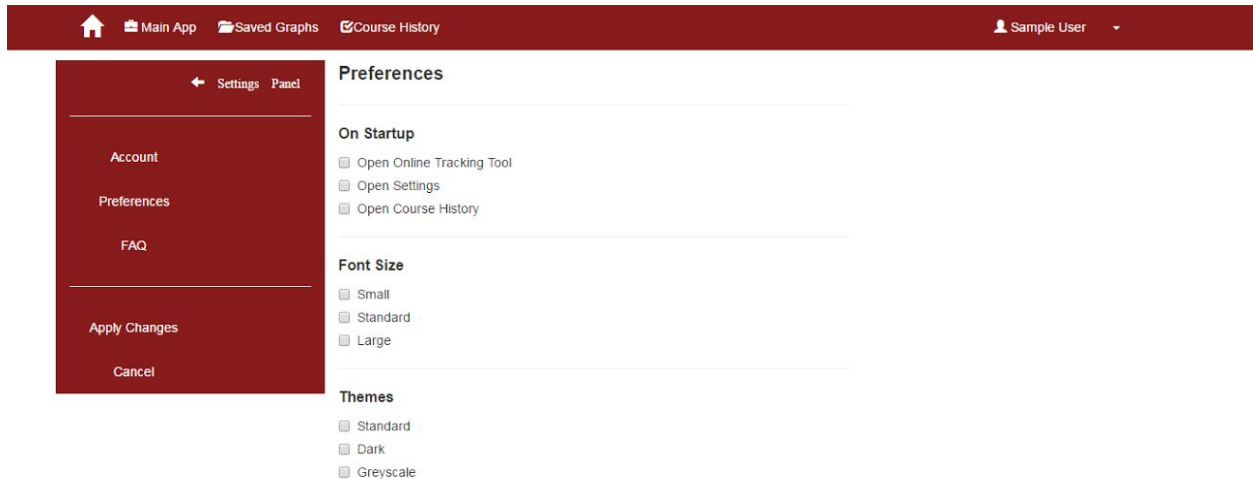 Main App Saved Graphs Course History Sample User
Settings Panel
Account
Preferences
FAQ
Apply Changes
Cancel
Preferences
On Startup
Open Online Tracking Tool
Open Settings
Open Course History
Font Size
Small
Standard
Large
Themes
Standard
Dark
Greyscale